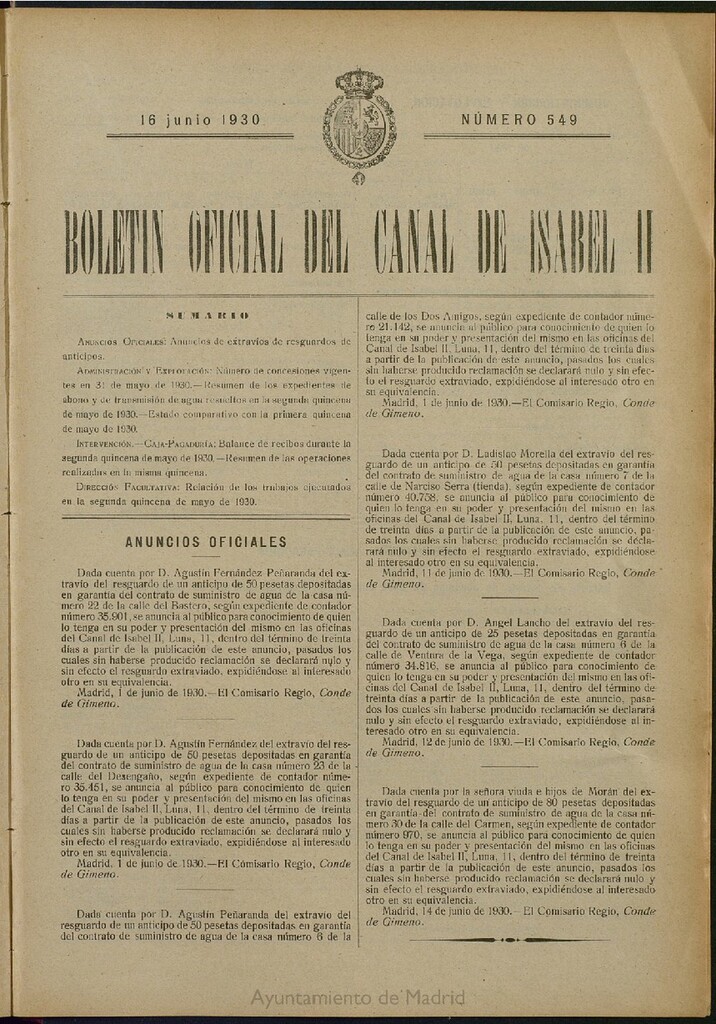 16 junio 1930
NÚMERO 549
BOLETIN OFICIAL DEL CANAL DE ISABEL II
SUMARIO
ANUNCIOS OFICIALES: Anuncios de extravíos de resguardos de
anticipos.
ADMINISTRACIÓN Y EXPLOTACIÓN: Número de concesiones vigen-
tes en 31 de mayo de 1930.—Resumen de los expedientes de
abono y de transmisión de agua resueltos en la segunda quincena
de mayo de 1930.—Estado comparativo con la primera quincena
de mayo de 1930.
INTERVENCIÓN.—CAJA-PAGADURÍA: Balance de recibos durante la
segunda quincena de mayo de 1930.—Resumen de las operaciones
realizadas en la misma quincena.
DIRECCIÓN FACULTATIVA: Relación de los trabajos ejecutados
en la segunda quincena de mayo de 1930.
ANUNCIOS OFICIALES
Dada cuenta por D. Agustín Fernández Peñaranda del ex-
travío del resguardo de un anticipo de 50 pesetas depositadas
en garantía del contrato de suministro de agua de la casa nú-
mero 22 de la calle del Bastero, según expediente de contador
número 35.901, se anuncia al público para conocimiento de quien
lo tenga en su poder y presentación del mismo en las oficinas
del Canal de Isabel II, Luna, 11, dentro del término de treinta
días a partir de la publicación de este anuncio, pasados los
cuales sin haberse producido reclamación se declarará nulo y
sin efecto el resguardo extraviado, expidiéndose al interesado
otro en su equivalencia.
Madrid, 1 de junio de 1930.—El Comisario Regio, Conde
de Gimeno.
Dada cuenta por D. Agustín Fernández del extravío del res-
guardo de un anticipo de 50 pesetas depositadas en garantía
del contrato de suministro de agua de la casa número 23 de la
calle del Desengaño, según expediente de contador núme-
ro 35.451, se anuncia al público para conocimiento de quien
lo tenga en su poder y presentación del mismo en las oficinas
del Canal de Isabel II, Luna, 11, dentro del término de treinta
días a partir de la publicación de este anuncio, pasados los
cuales sin haberse producido reclamación se declarará nulo y
sin efecto el resguardo extraviado, expidiéndose al interesado
otro en su equivalencia.
Madrid, 1 de junio de 1930.—El Comisario Regio, Conde
de Gimeno.
Dada cuenta por D. Agustín Peñaranda del extravío del
resguardo de un anticipo de 50 pesetas depositadas en garantía
del contrato de suministro de agua de la casa número 6 de la
calle de los Dos Amigos, según expediente de contador núme-
ro 21.142, se anuncia al público para conocimiento de quien lo
tenga en su poder y presentación del mismo en las oficinas del
Canal de Isabel II, Luna, 11, dentro del término de treinta días
a partir de la publicación de este anuncio, pasados los cuales
sin haberse producido reclamación se declarará nulo y sin efec-
to el resguardo extraviado, expidiéndose al interesado otro en
su equivalencia.
Madrid, 1 de junio de 1930.—El Comisario Regio, Conde
de Gimeno.
Dada cuenta por D. Ladislao Morella del extravío del res-
guardo de un anticipo de 50 pesetas depositadas en garantía
del contrato de suministro de agua de la casa número 7 de la
calle de Narciso Serra (tienda), según expediente de contador
número 40.758, se anuncia al público para conocimiento de
quien lo tenga en su poder y presentación del mismo en las
oficinas del Canal de Isabel II, Luna, 11, dentro del término
de treinta días a partir de la publicación de este anuncio, pa-
sados los cuales sin haberse producido reclamación se decla-
rará nulo y sin efecto el resguardo extraviado, expidiéndose
al interesado otro en su equivalencia.
Madrid, 11 de junio de 1930.—El Comisario Regio, Conde
de Gimeno.
Dada cuenta por D. Angel Lancho del extravío del res-
guardo de un anticipo de 25 pesetas depositadas en garantía
del contrato de suministro de agua de la casa número 6 de la
calle de Ventura de la Vega, según expediente de contador
número 34.816, se anuncia al público para conocimiento de
quien lo tenga en su poder y presentación del mismo en las ofi-
cinas del Canal de Isabel II, Luna, 11, dentro del término de
treinta días a partir de la publicación de este anuncio, pasa-
dos los cuales sin haberse producido reclamación se declarará
nulo y sin efecto el resguardo extraviado, expidiéndose al in-
teresado otro en su equivalencia.
Madrid, 12 de junio de 1930.—El Comisario Regio, Conde
de Gimeno.
Dada cuenta por la señora viuda e hijos de Morán del ex-
travío del resguardo de un anticipo de 80 pesetas depositadas
en garantía del contrato de suministro de agua de la casa nú-
mero 30 de la calle del Carmen, según expediente de contador
número 970, se anuncia al público para conocimiento de quien
lo tenga en su poder y presentación del mismo en las oficinas
del Canal de Isabel II, Luna, 11, dentro del término de treinta
días a partir de la publicación de este anuncio, pasados los
cuales sin haberse producido reclamación se declarará nulo y
sin efecto el resguardo extraviado, expidiéndose al interesado
otro en su equivalencia.
Madrid, 14 de junio de 1930.—El Comisario Regio, Conde
de Gimeno.
Ayuntamiento de Madrid